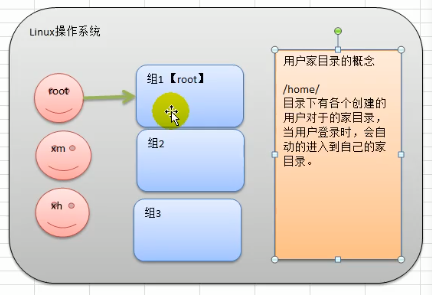 Linux操作系统
root
组1【root】
xm
组2
xh
组3
用户家目录的概念
/home/
目录下有各个创建的
用户对于的家目录,
当用户登录时，会自
动的进入到自己的家
目录。